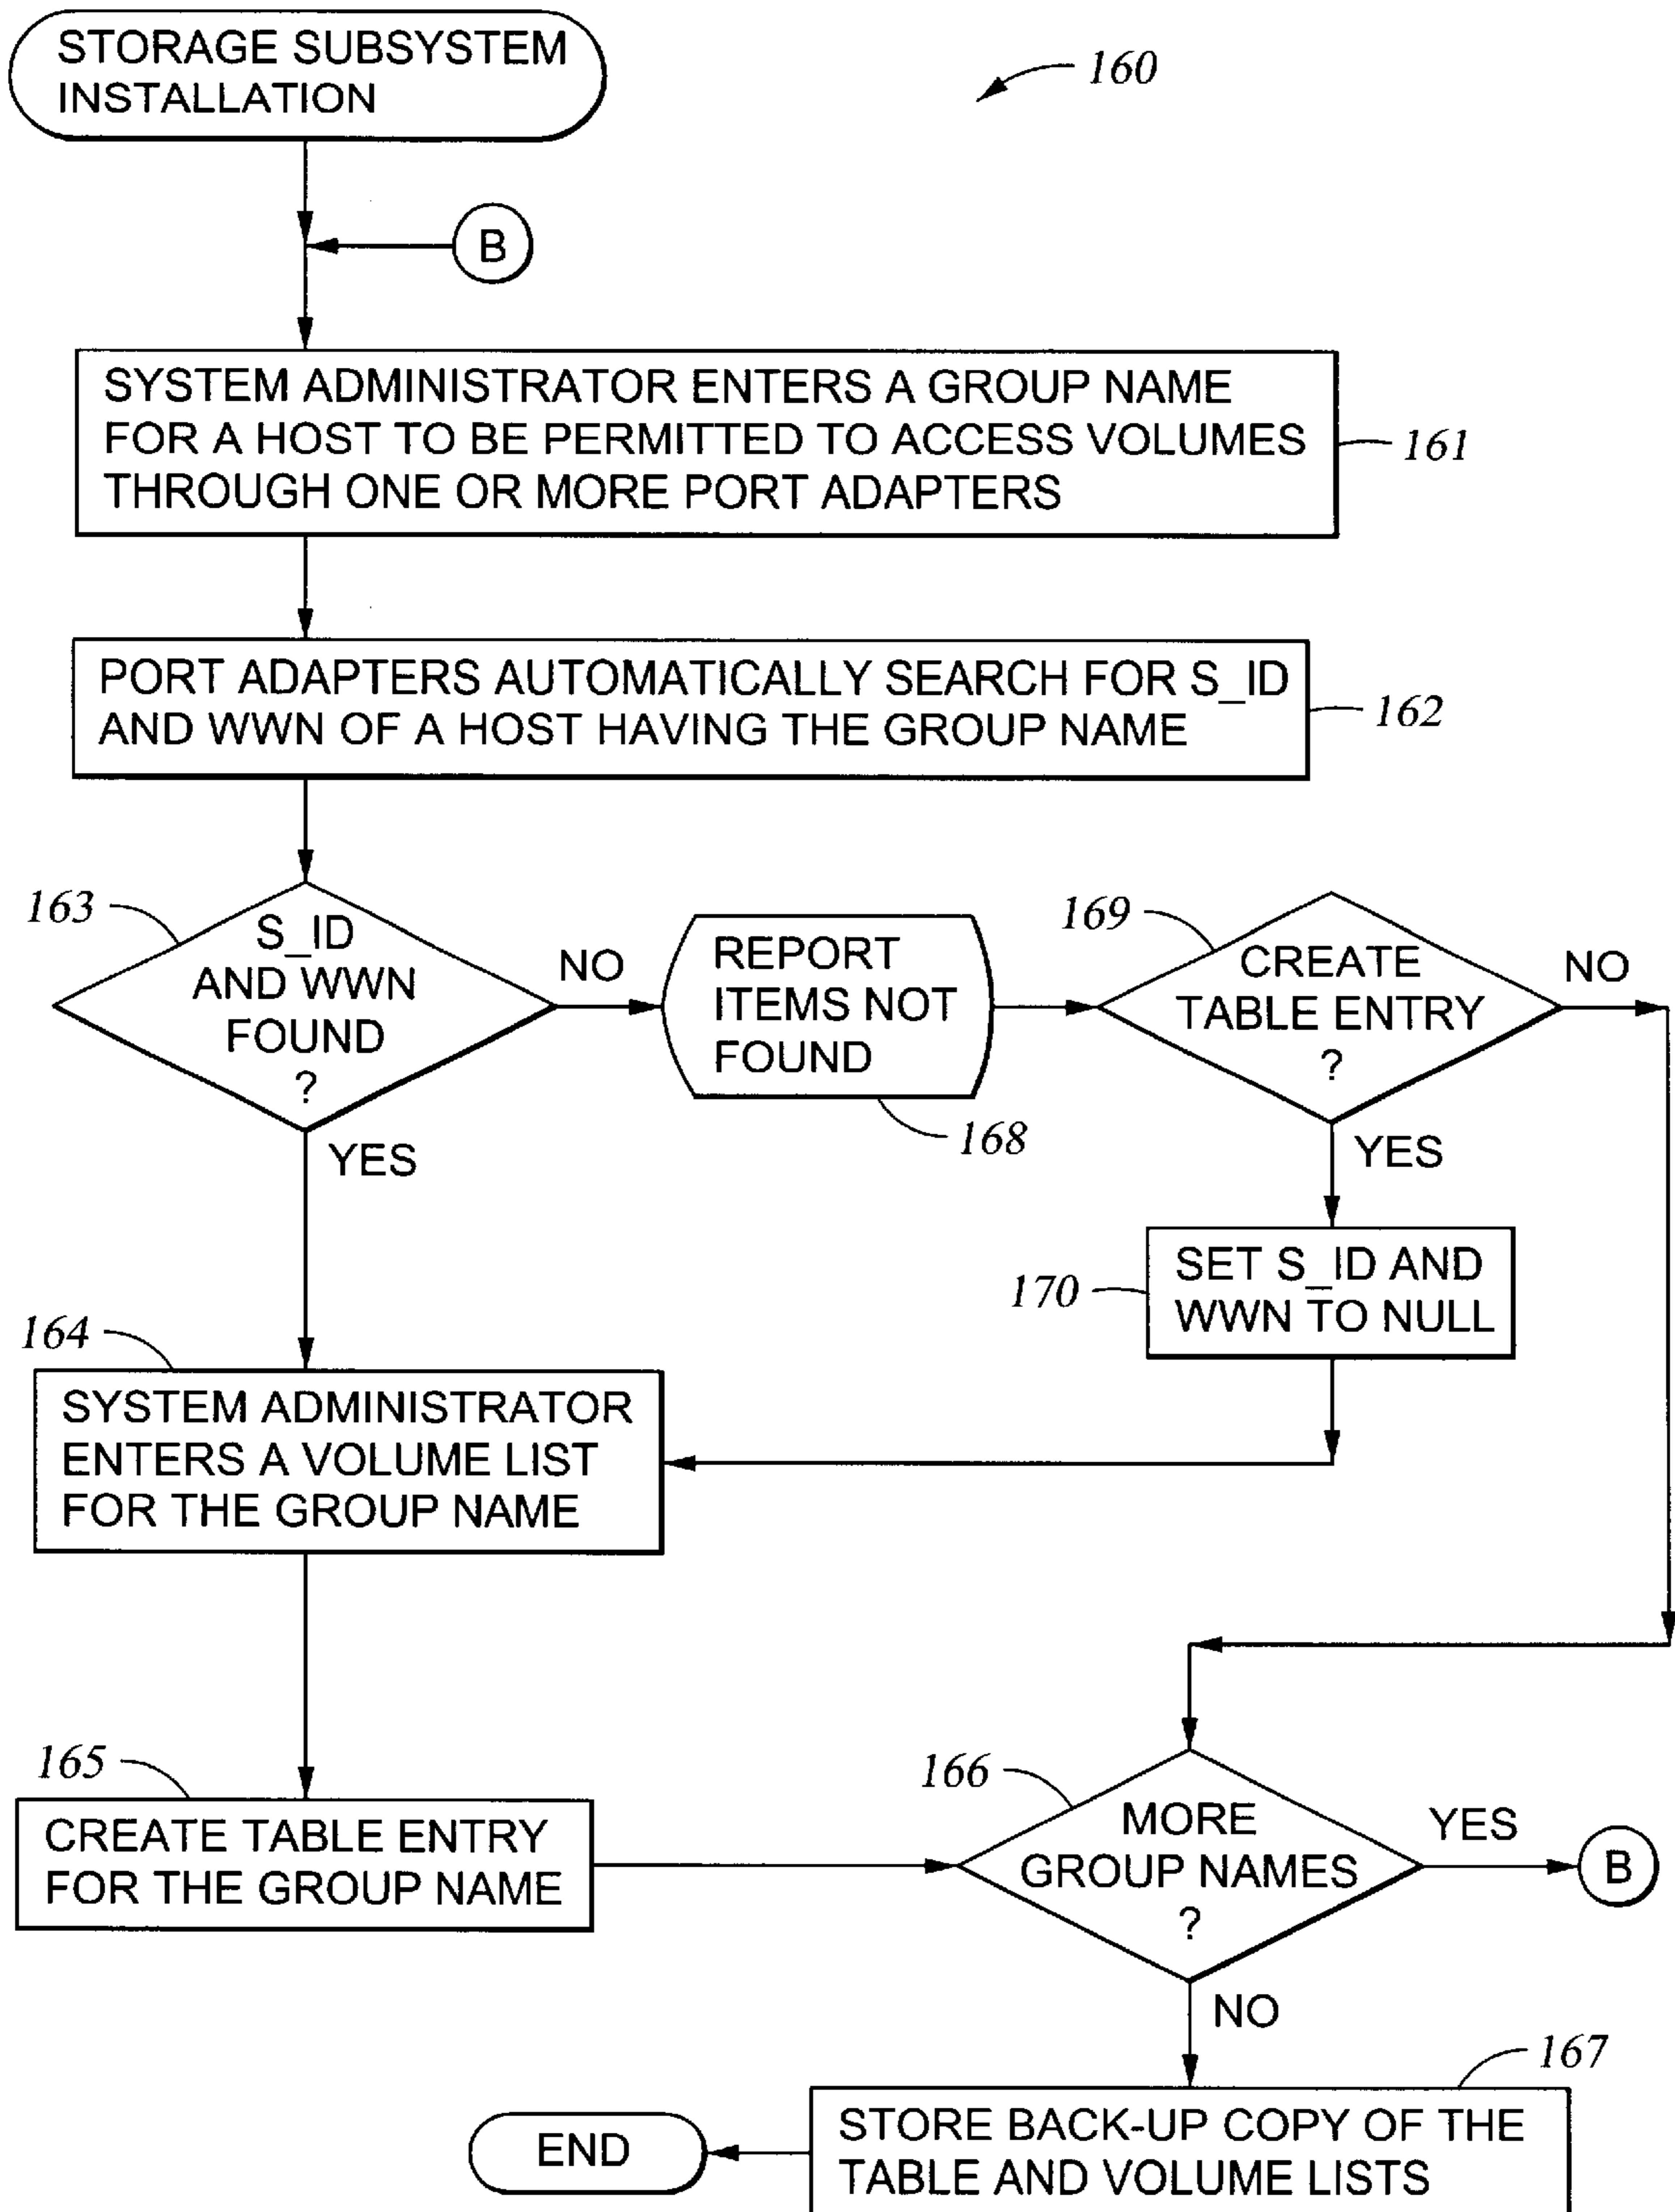 STORAGE SUBSYSTEM
INSTALLATION
160
B
SYSTEM ADMINISTRATOR ENTERS A GROUP NAME
FOR A HOST TO BE PERMITTED TO ACCESS VOLUMES
THROUGH ONE OR MORE PORT ADAPTERS
161
PORT ADAPTERS AUTOMATICALLY SEARCH FOR S_ID
AND WWN OF A HOST HAVING THE GROUP NAME
162
163
S_ID
AND WWN
FOUND
?
NO
YES
REPORT
ITEMS NOT
FOUND
168
169
CREATE
TABLE ENTRY
?
NO
YES
170
SET S_ID AND
WWN TO NULL
164
SYSTEM ADMINISTRATOR
ENTERS A VOLUME LIST
FOR THE GROUP NAME
165
CREATE TABLE ENTRY
FOR THE GROUP NAME
166
MORE
GROUP NAMES
?
YES
B
NO
167
STORE BACK-UP COPY OF THE
TABLE AND VOLUME LISTS
END